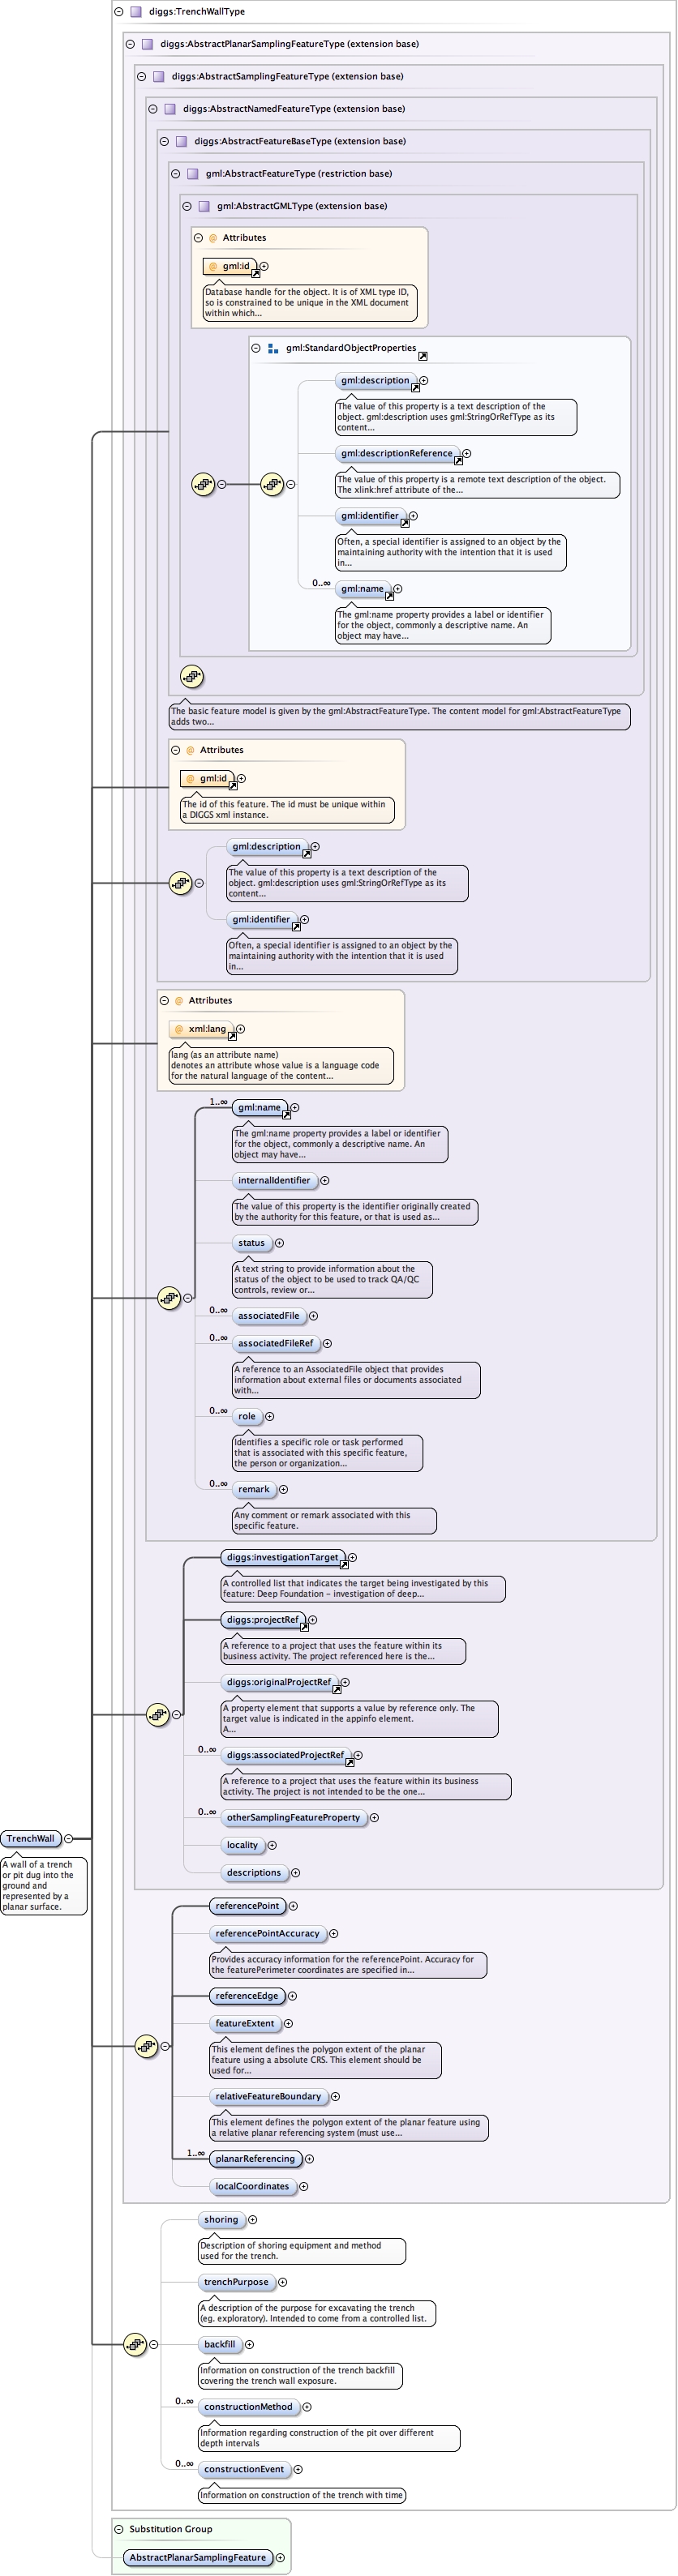 diggs:TrenchWallType
diggs:AbstractPlanarSamplingFeatureType (extension base)
diggs:AbstractSamplingFeatureType (extension base)
diggs:AbstractNamedFeatureType (extension base)
diggs:AbstractFeatureBaseType (extension base)
gml:AbstractFeatureType (restriction base)
gml:AbstractGMLType (extension base)
@ Attributes
@ gml:id
Database handle for the object. It is of XML type ID,
so is constrained to be unique in the XML document
within which...
gml:StandardObjectProperties
gml:description
The value of this property is a text description of the
object. gml:description uses gml:StringOrRefType as its
content...
gml:descriptionReference
The value of this property is a remote text description of the object.
The xlink:href attribute of the...
gml:identifier
Often, a special identifier is assigned to an object by the
maintaining authority with the intention that it is used
in...
0..∞
gml:name
The gml:name property provides a label or identifier
for the object, commonly a descriptive name. An
object may have...
The basic feature model is given by the gml:AbstractFeatureType. The content model for gml:AbstractFeatureType
adds two...
@ Attributes
@ gml:id
The id of this feature. The id must be unique within
a DIGGS xml instance.
gml:description
The value of this property is a text description of the
object. gml:description uses gml:StringOrRefType as its
content...
gml:identifier
Often, a special identifier is assigned to an object by the
maintaining authority with the intention that it is used
in...
@ Attributes
@ xml:lang
lang (as an attribute name)
denotes an attribute whose value is a language code
for the natural language of the content...
1..∞
gml:name
The gml:name property provides a label or identifier
for the object, commonly a descriptive name. An
object may have...
internalIdentifier
The value of this property is the identifier originally created
by the authority for this feature, or that is used as...
status
A text string to provide information about the
status of the object to be used to track QA/QC
controls, review or...
0..∞
associatedFile
0..∞
associatedFileRef
A reference to an AssociatedFile object that provides
information about external files or documents associated
with...
0..∞
role
Identifies a specific role or task performed
that is associated with this specific feature,
the person or organization...
0..∞
remark
Any comment or remark associated with this
specific feature.
diggs:investigationTarget
A controlled list that indicates the target being investigated by this
feature: Deep Foundation – investigation of deep...
diggs:projectRef
A reference to a project that uses the feature within its
business activity. The project referenced here is the...
diggs:originalProjectRef
A property element that supports a value by reference only. The
target value is indicated in the appinfo element.
A...
0..∞
diggs:associatedProjectRef
A reference to a project that uses the feature within its business
activity. The project is not intended to be the one...
0..∞
otherSamplingFeatureProperty
locality
descriptions
TrenchWall
A wall of a trench
or pit dug into the
ground and
represented by a
planar surface.
referencePoint
referencePointAccuracy
Provides accuracy information for the referencePoint. Accuracy for
the featurePerimeter coordinates are specified in...
referenceEdge
featureExtent
This element defines the polygon extent of the planar
feature using a absolute CRS. This element should be
used for...
relativeFeatureBoundary
This element defines the polygon extent of the planar feature using
a relative planar referencing system (must use...
1..∞
planarReferencing
localCoordinates
shoring
Description of shoring equipment and method
used for the trench.
trenchPurpose
A description of the purpose for excavating the trench
(eg. exploratory). Intended to come from a controlled list.
backfill
Information on construction of the trench backfill
covering the trench wall exposure.
0..∞
constructionMethod
Information regarding construction of the pit over different
depth intervals
0..∞
constructionEvent
Information on construction of the trench with time
Substitution Group
AbstractPlanarSamplingFeature